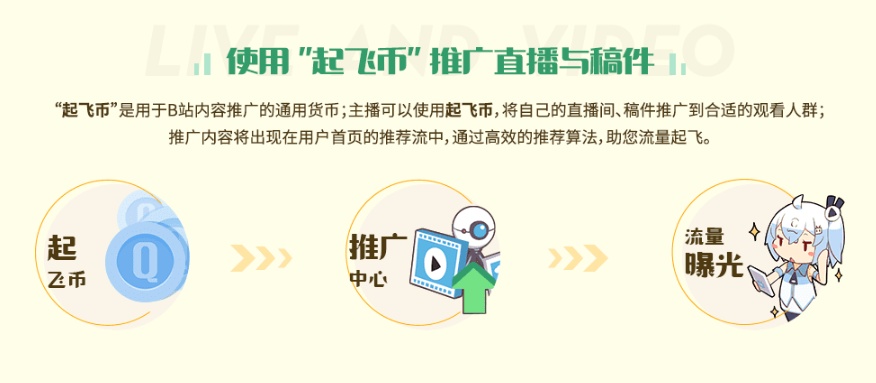 LIVE AND VIDEO
使用 "起飞币" 推广直播与稿件
“起飞币”是用于B站内容推广的通用货币；主播可以使用起飞币，将自己的直播间、稿件推广到合适的观看人群；
推广内容将出现在用户首页的推荐流中，通过高效的推荐算法，助您流量起飞。
起
飞币
Q
Q
推广
中心
流量
曝光